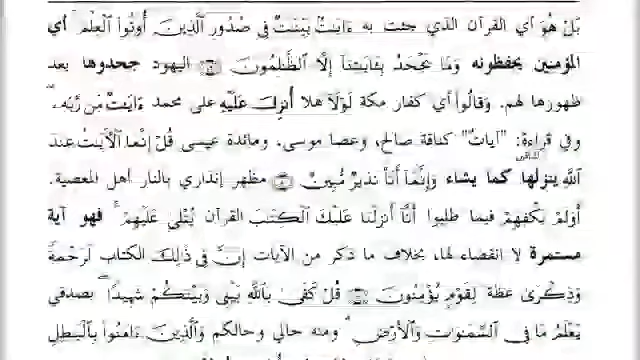 بَلْ هُوَ أي القرآن الذي جئت به ءَايَٰتٌۢ بَيِّنَٰتٌ فِى صُدُورِ ٱلَّذِينَ أُوتُوا۟ ٱلْعِلْمَ أي
المؤمنين يحفظونه وَمَا يَجْحَدُ بِـَٔايَٰتِنَآ إِلَّا ٱلظَّٰلِمُونَ اليهود جحدوها بعد
ظهورها لهم. وَقَالُوا۟ أي كفار مكة لَوْلَآ هلا أُنزِلَ عَلَيْهِ على محمد ءَايَٰتٌ مِّن رَّبِّهِۦ
وفي قراءة: "آيات" كناقة صالح، وعصا موسى. ومائدة عيسى قُلْ إِنَّمَا ٱلْءَايَٰتُ عِندَ
ٱللَّهِ ينزلها كما يشاء وَإِنَّمَآ أَنَا۠ نَذِيرٌ مُّبِينٌ مظهر إنذاري بالنار أهل المعصية.
أَوَلَمْ يَكْفِهِمْ فيما طلبوا أَنَّآ أَنزَلْنَا عَلَيْكَ ٱلْكِتَٰبَ القرآن يُتْلَىٰ عَلَيْهِمْ فهو آية
مستمرة لا انقضاء لها، بخلاف ما ذكر من الآيات إِنَّ فِى ذَٰلِكَ الكتاب لَرَحْمَةً
وَذِكْرَىٰ عظة لِقَوْمٍ يُؤْمِنُونَ قُلْ كَفَىٰ بِٱللَّهِ بَيْنِى وَبَيْنَكُمْ شَهِيدًا بصدقي
يَعْلَمُ مَا فِى ٱلسَّمَٰوَٰتِ وَٱلْأَرْضِ ومنه حالي وحالكم وَٱلَّذِينَ ءَامَنُوا۟ بِٱلْبَٰطِلِ